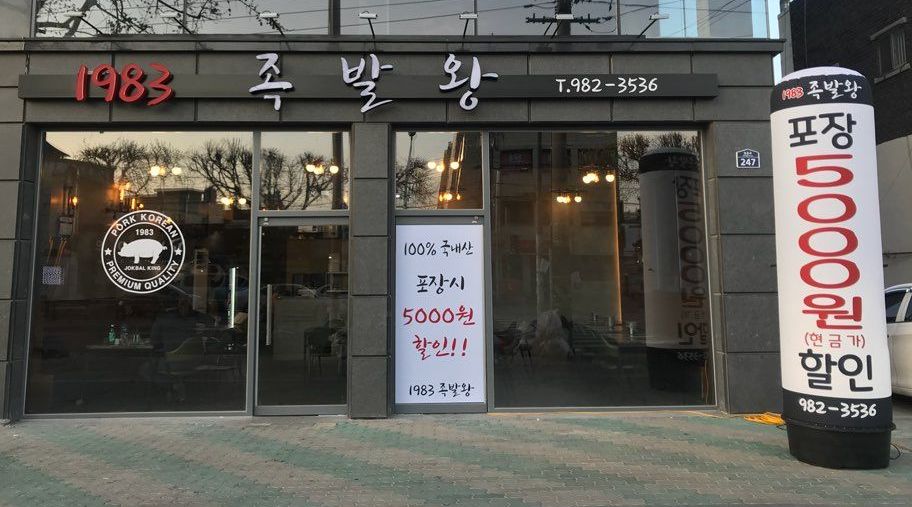 1983 족발왕 T.982-3536
247
PORK KOREAN
1983
JOKBAL KING
PREMIUM QUALITY
100% 국내산
포장시
5000원
할인!!
1983 족발왕
1983 족발왕
포장
5000원
(현금가)
할인
982-3536